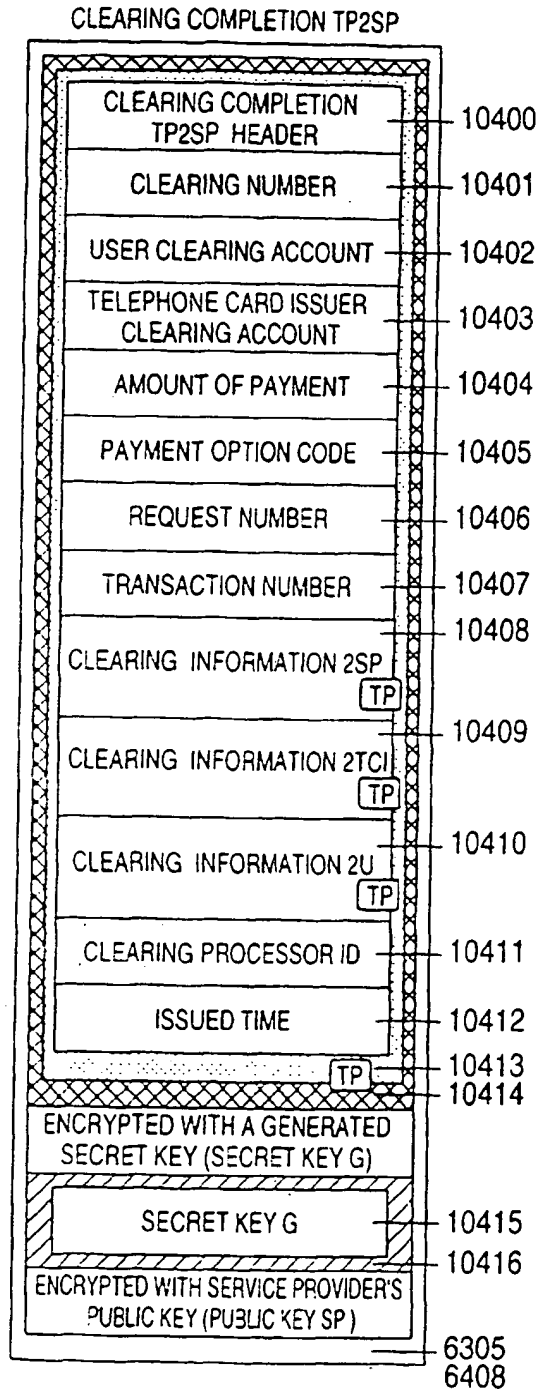 CLEARING COMPLETION TP2SP
CLEARING COMPLETION
TP2SP HEADER
10400
CLEARING NUMBER
10401
USER CLEARING ACCOUNT
10402
TELEPHONE CARD ISSUER
CLEARING ACCOUNT
10403
AMOUNT OF PAYMENT
10404
PAYMENT OPTION CODE
10405
REQUEST NUMBER
10406
TRANSACTION NUMBER
10407
10408
CLEARING INFORMATION 2SP
TP
10409
CLEARING INFORMATION 2TCI
TP
10410
CLEARING INFORMATION 2U
TP
CLEARING PROCESSOR ID
10411
ISSUED TIME
10412
10413
TP
10414
ENCRYPTED WITH A GENERATED
SECRET KEY (SECRET KEY G)
SECRET KEY G
10415
10416
ENCRYPTED WITH SERVICE PROVIDER'S
PUBLIC KEY (PUBLIC KEY SP)
6305
6408